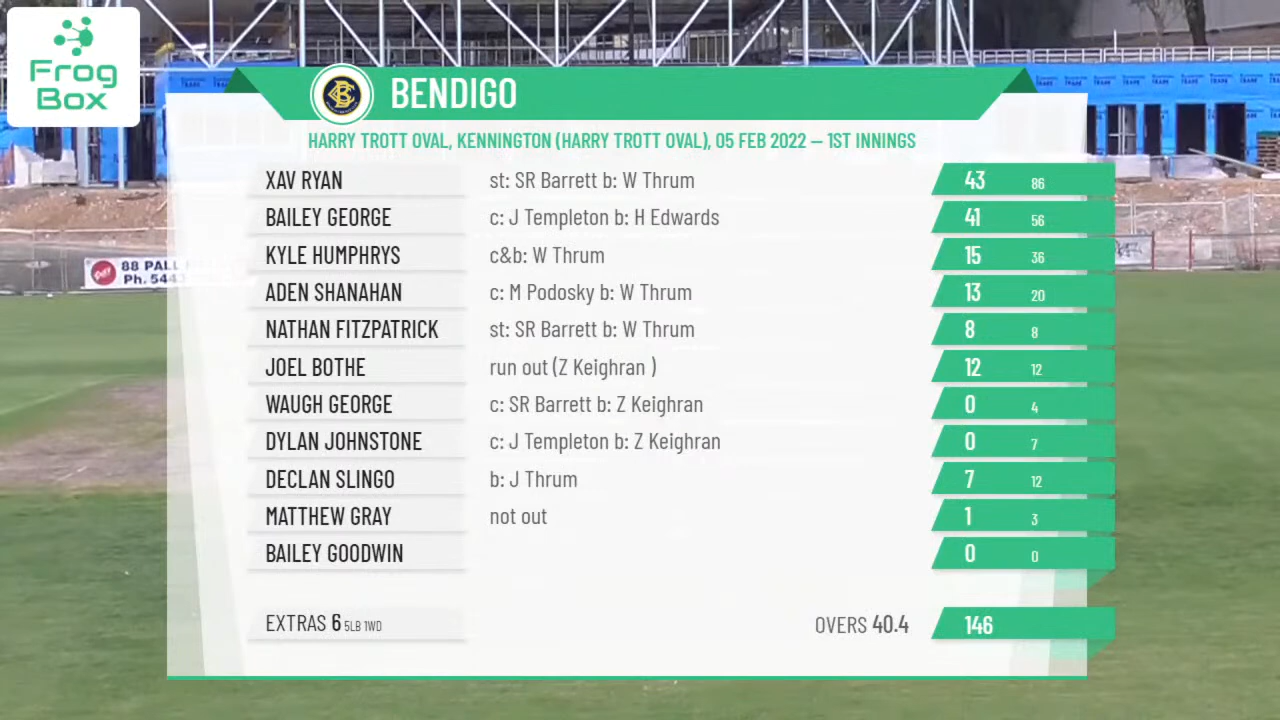 Frog
Box
BENDIGO
HARRY TROTT OVAL, KENNINGTON (HARRY TROTT OVAL), 05 FEB 2022 – 1ST INNINGS
XAV RYAN st: SR Barrett b: W Thrum 43 86
BAILEY GEORGE c: J Templeton b: H Edwards 41 56
KYLE HUMPHRYS c&b: W Thrum 15 36
ADEN SHANAHAN c: M Podosky b: W Thrum 13 20
NATHAN FITZPATRICK st: SR Barrett b: W Thrum 8 8
JOEL BOTHE run out (Z Keighran ) 12 12
WAUGH GEORGE c: SR Barrett b: Z Keighran 0 4
DYLAN JOHNSTONE c: J Templeton b: Z Keighran 0 7
DECLAN SLINGO b: J Thrum 7 12
MATTHEW GRAY not out 1 3
BAILEY GOODWIN 0 0
EXTRAS 6 5LB 1WD OVERS 40.4 146
88 PALL
Ph. 544